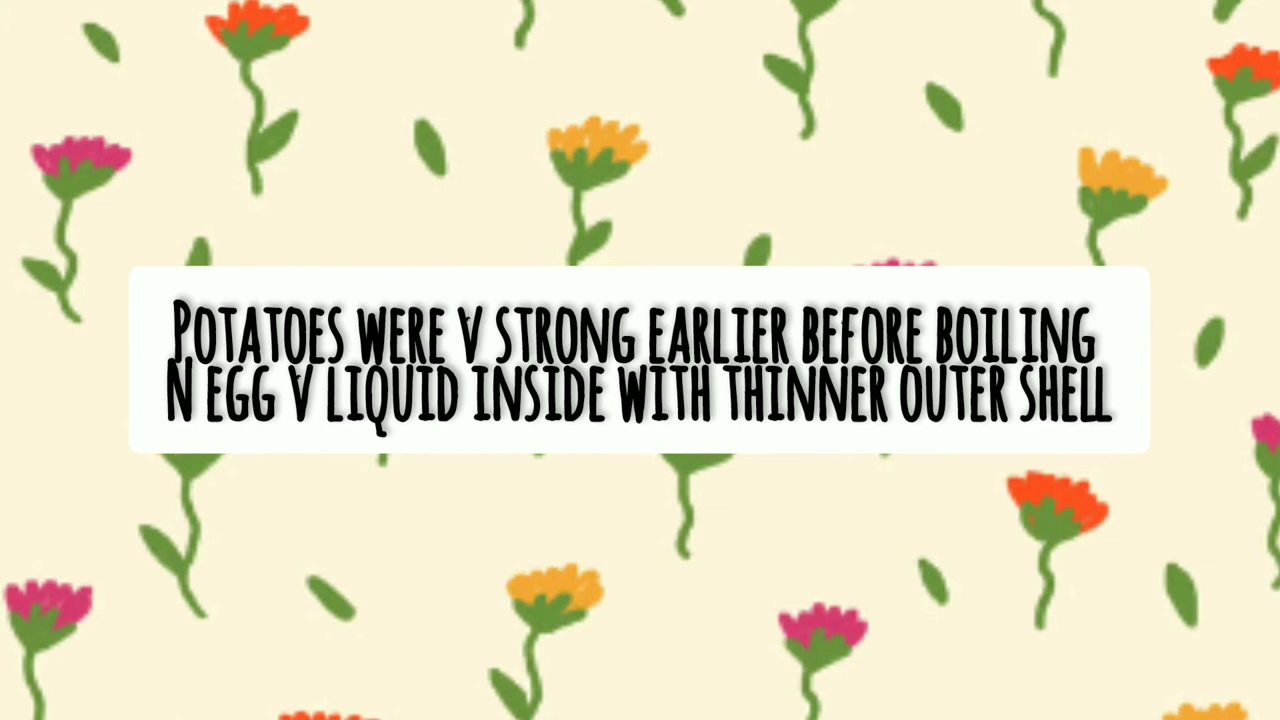 Potatoes were v strong earlier before boiling
N egg v liquid inside with thinner outer shell